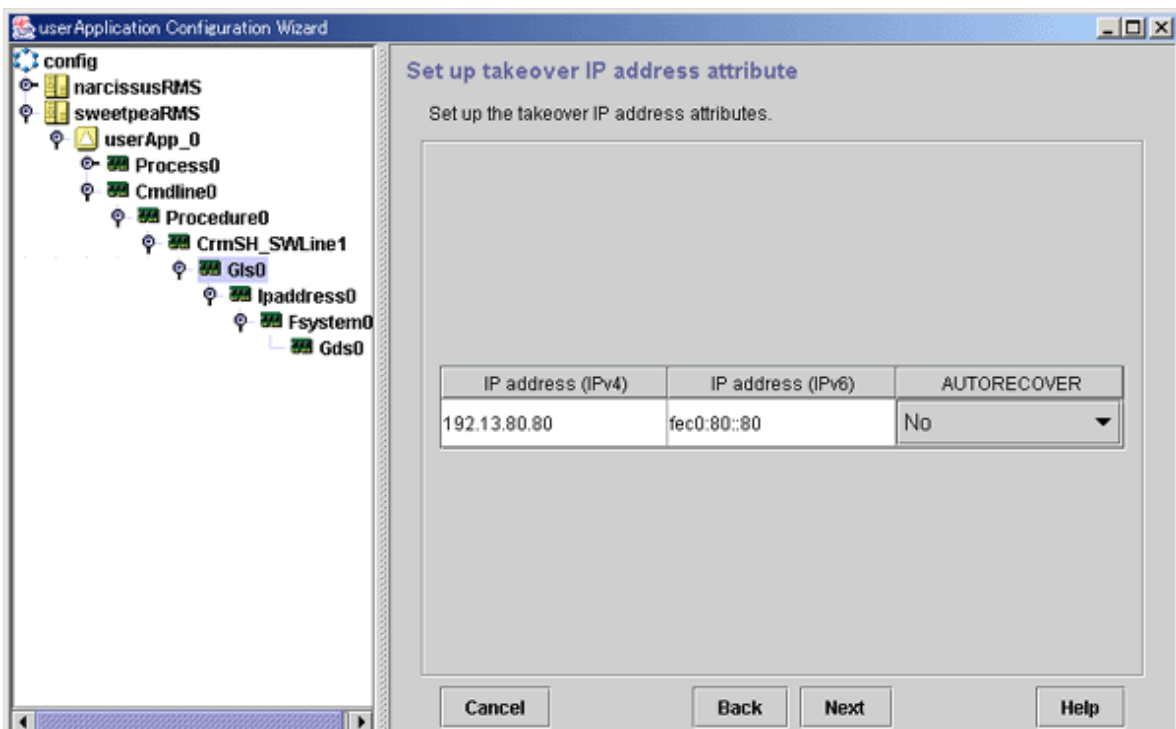 userApplication Configuration Wizard
config
narcissusRMS
sweetpeaRMS
userApp_0
Process0
Cmdline0
Procedure0
CrmSH_SWLine1
Gls0
Ipaddress0
Fsystem0
Gds0
Set up takeover IP address attribute
Set up the takeover IP address attributes.
IP address (IPv4) IP address (IPv6) AUTORECOVER
192.13.80.80 fec0:80::80 No
Cancel Back Next Help